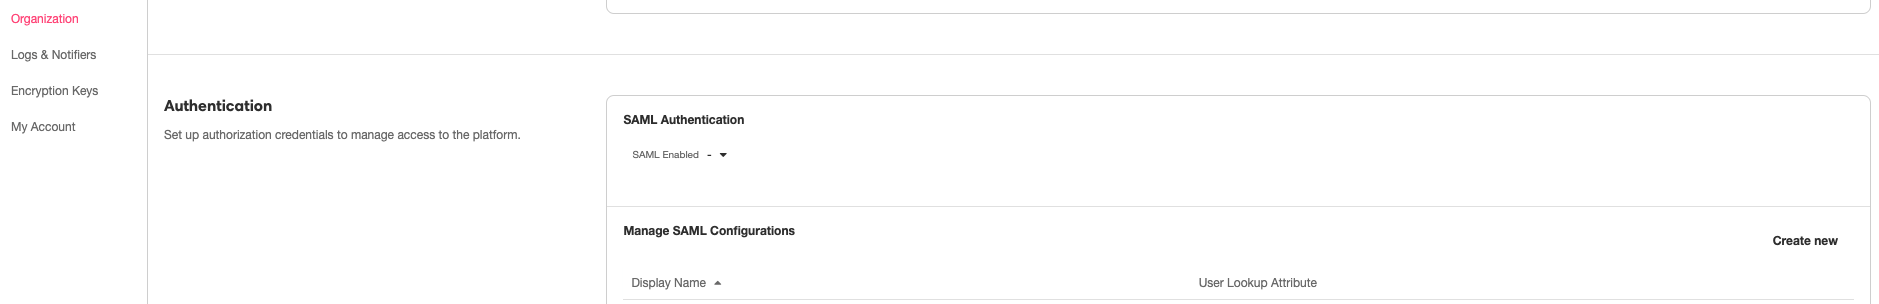 Organization
Logs & Notifiers
Encryption Keys
My Account
Authentication
Set up authorization credentials to manage access to the platform.
SAML Authentication
SAML Enabled -
Manage SAML Configurations
Create new
Display Name
User Lookup Attribute